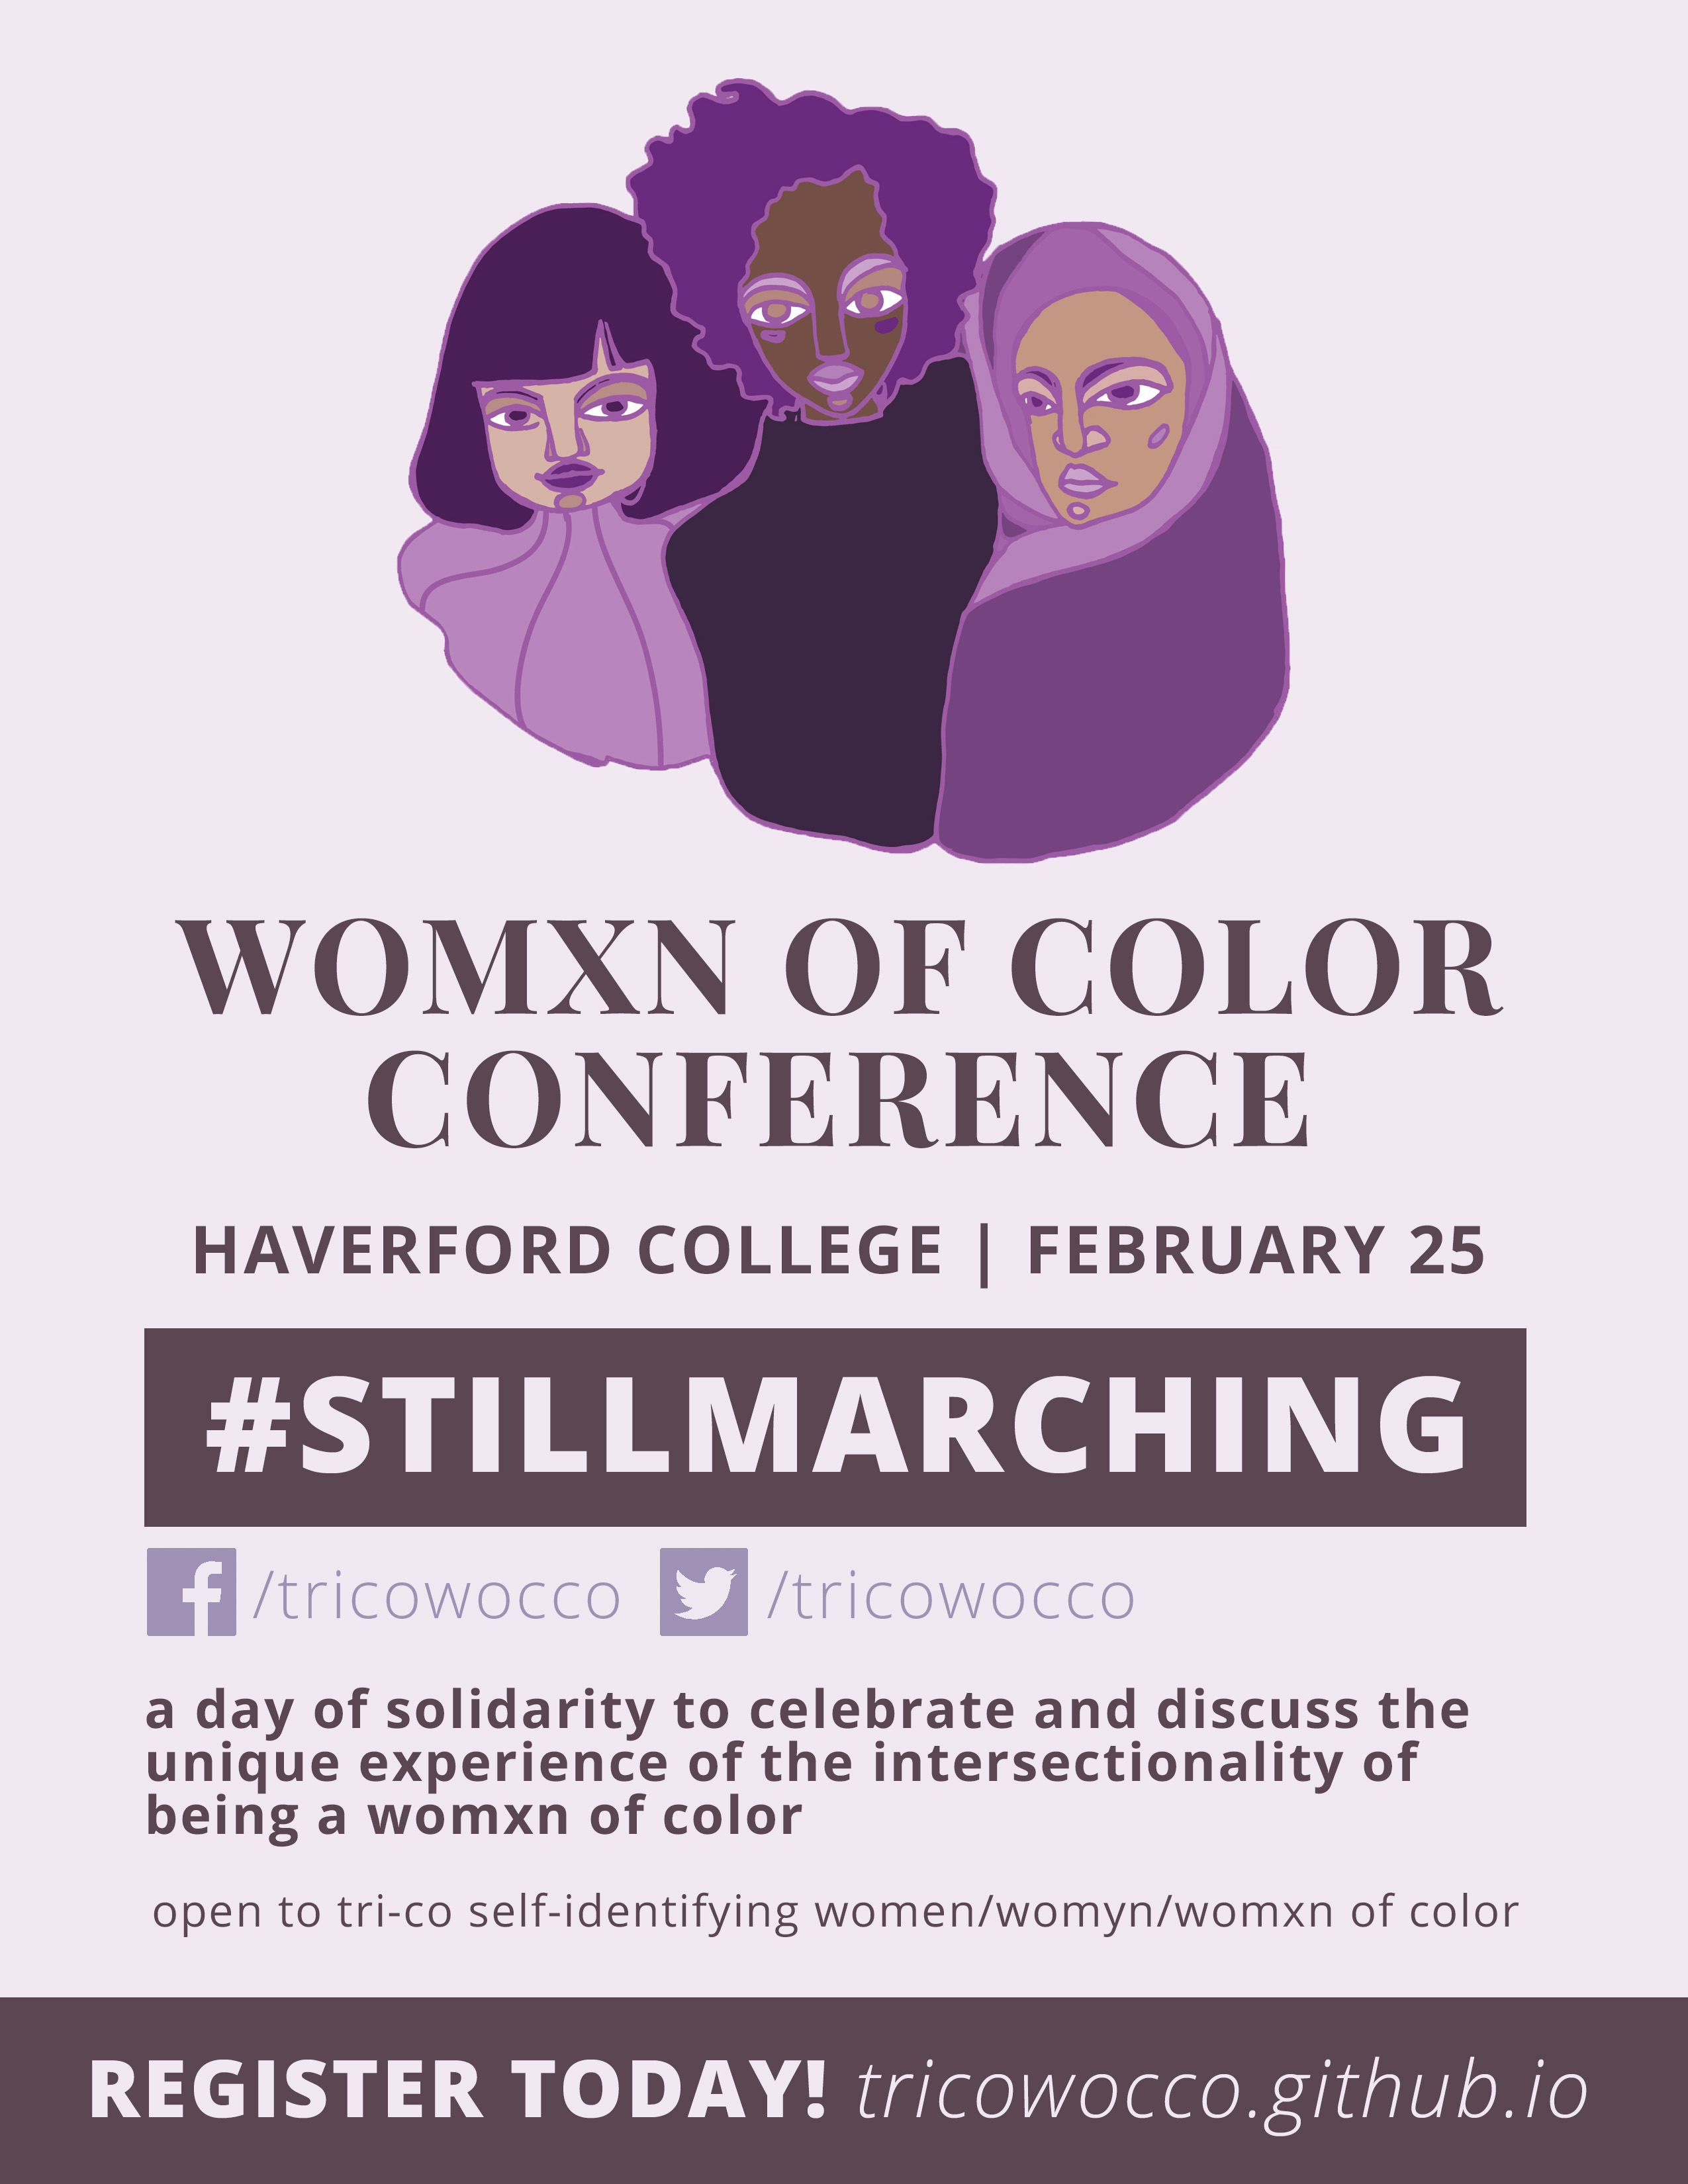 WOMXN OF COLOR
CONFERENCE
HAVERFORD COLLEGE | FEBRUARY 25
#STILLMARCHING
/tricowocco /tricowocco
a day of solidarity to celebrate and discuss the
unique experience of the intersectionality of
being a womxn of color
open to tri-co self-identifying women/womyn/womxn of color
REGISTER TODAY! tricowocco.github.io